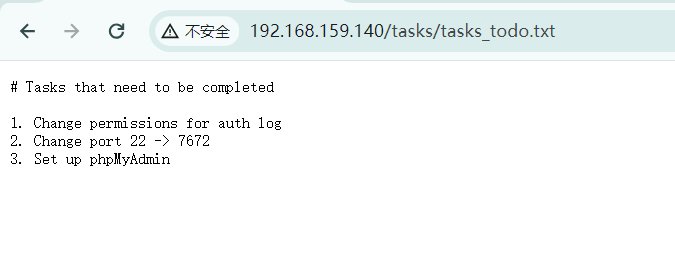 不安全 192.168.159.140/tasks/tasks_todo.txt
# Tasks that need to be completed
1. Change permissions for auth log
2. Change port 22 -> 7672
3. Set up phpMyAdmin